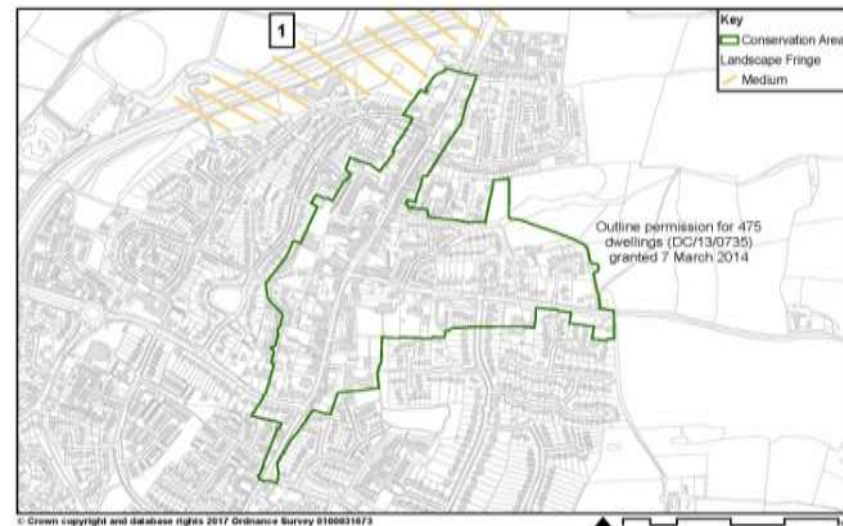 1
Key
Conservation Area
Landscape Fringe
Medium
Outline permission for 475
dwellings (DC/13/0735)
granted 7 March 2014
© Crown copyright and database rights 2017 Ordnance Survey 0100031673